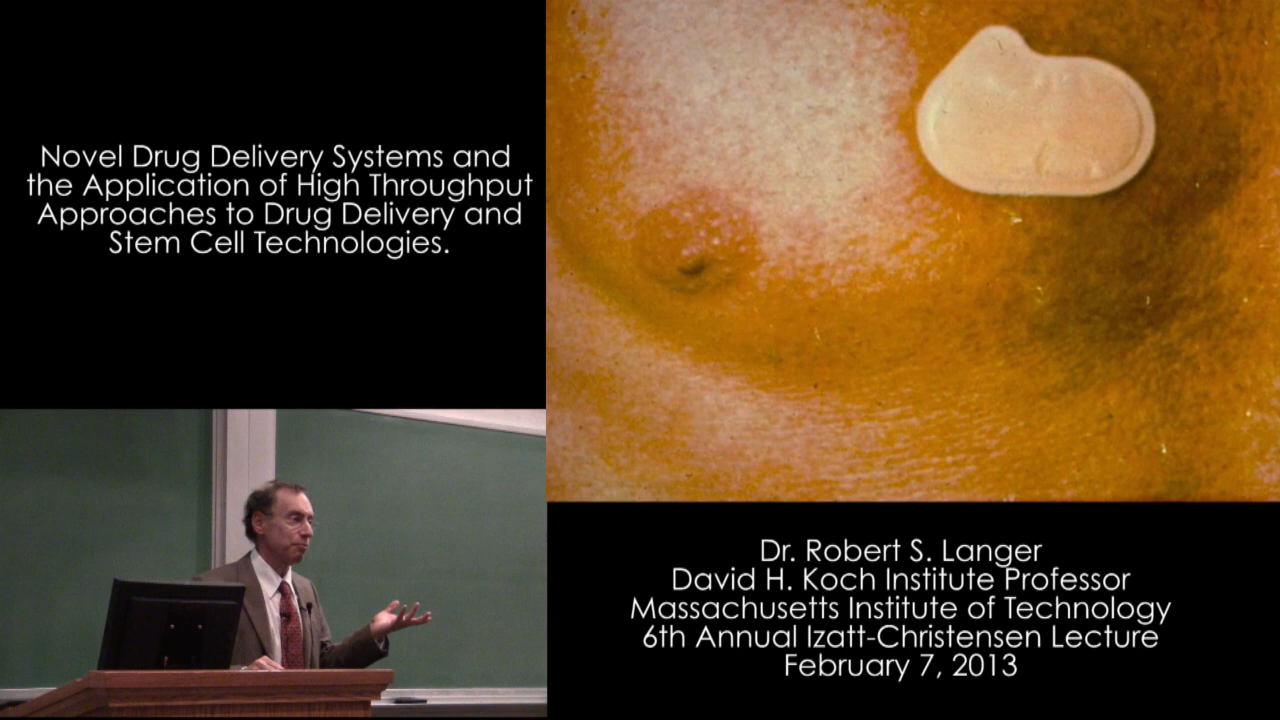 Novel Drug Delivery Systems and
the Application of High Throughput
Approaches to Drug Delivery and
Stem Cell Technologies.
Dr. Robert S. Langer
David H. Koch Institute Professor
Massachusetts Institute of Technology
6th Annual Izatt-Christensen Lecture
February 7, 2013